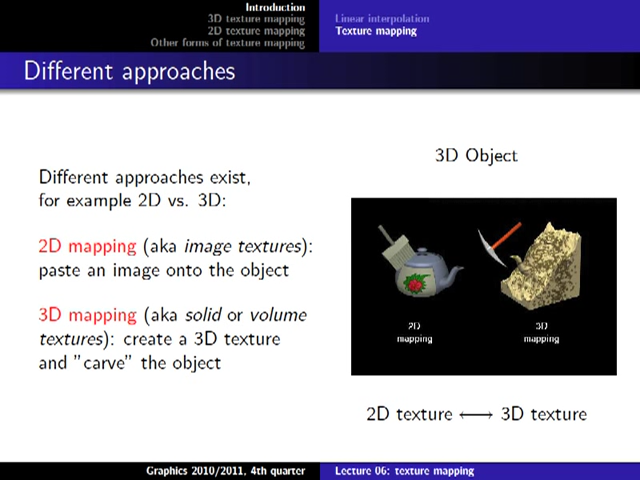 Introduction
3D texture mapping
2D texture mapping
Other forms of texture mapping
Linear interpolation
Texture mapping
Different approaches
Different approaches exist,
for example 2D vs. 3D:
2D mapping (aka image textures):
paste an image onto the object
3D mapping (aka solid or volume
textures): create a 3D texture
and "carve" the object
3D Object
2D
mapping
3D
mapping
2D texture ⟷ 3D texture
Graphics 2010/2011, 4th quarter
Lecture 06: texture mapping